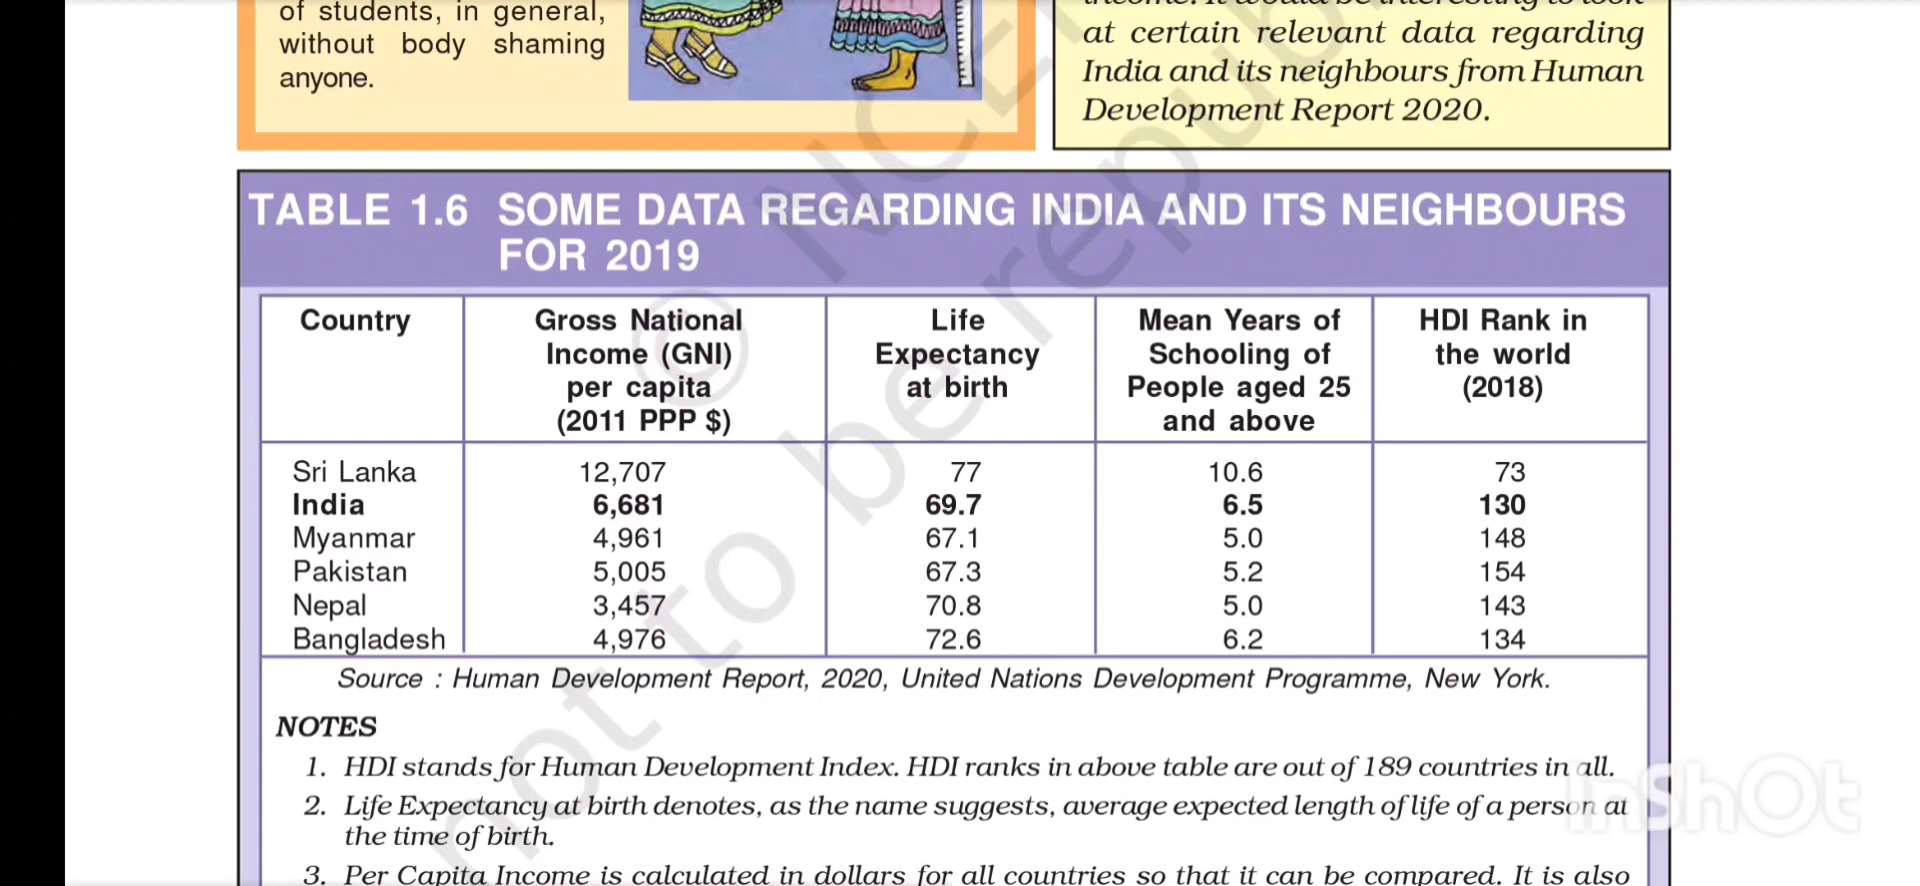 of students, in general,
without body shaming
anyone.
at certain relevant data regarding
India and its neighbours from Human
Development Report 2020.
TABLE 1.6 SOME DATA REGARDING INDIA AND ITS NEIGHBOURS
FOR 2019
Country
Gross National
Income (GNI)
per capita
(2011 PPP $)
Life
Expectancy
at birth
Mean Years of
Schooling of
People aged 25
and above
HDI Rank in
the world
(2018)
Sri Lanka 12,707 77 10.6 73
India 6,681 69.7 6.5 130
Myanmar 4,961 67.1 5.0 148
Pakistan 5,005 67.3 5.2 154
Nepal 3,457 70.8 5.0 143
Bangladesh 4,976 72.6 6.2 134
Source : Human Development Report, 2020, United Nations Development Programme, New York.
NOTES
1. HDI stands for Human Development Index. HDI ranks in above table are out of 189 countries in all.
2. Life Expectancy at birth denotes, as the name suggests, average expected length of life of a person at
the time of birth.
3. Per Capita Income is calculated in dollars for all countries so that it can be compared. It is also
not to be republ
© NCE
InShOt